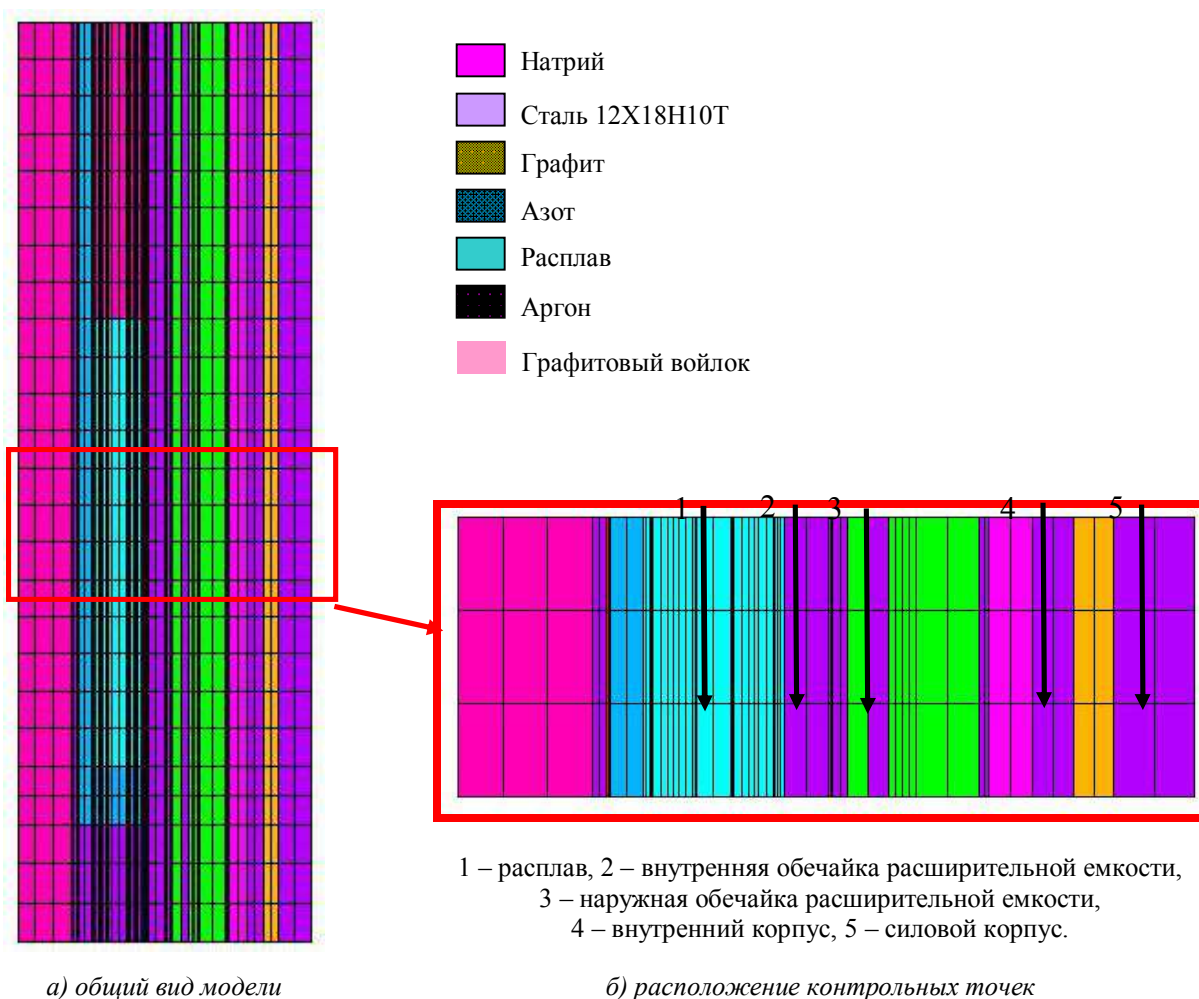 Натрий
Сталь 12Х18Н10Т
Графит
Азот
Расплав
Аргон
Графитовый войлок
1 2 3 4 5
1 – расплав, 2 – внутренняя обечайка расширительной емкости,
3 – наружная обечайка расширительной емкости,
4 – внутренний корпус, 5 – силовой корпус.
а) общий вид модели
б) расположение контрольных точек